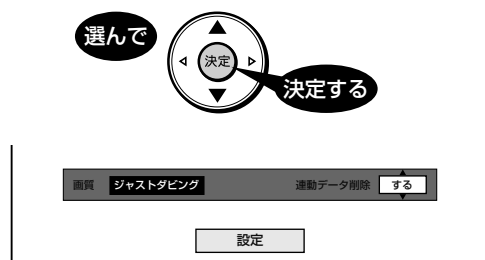 選んで
決定
決定する
画質 ジャストダビング 連動データ削除 する
設定